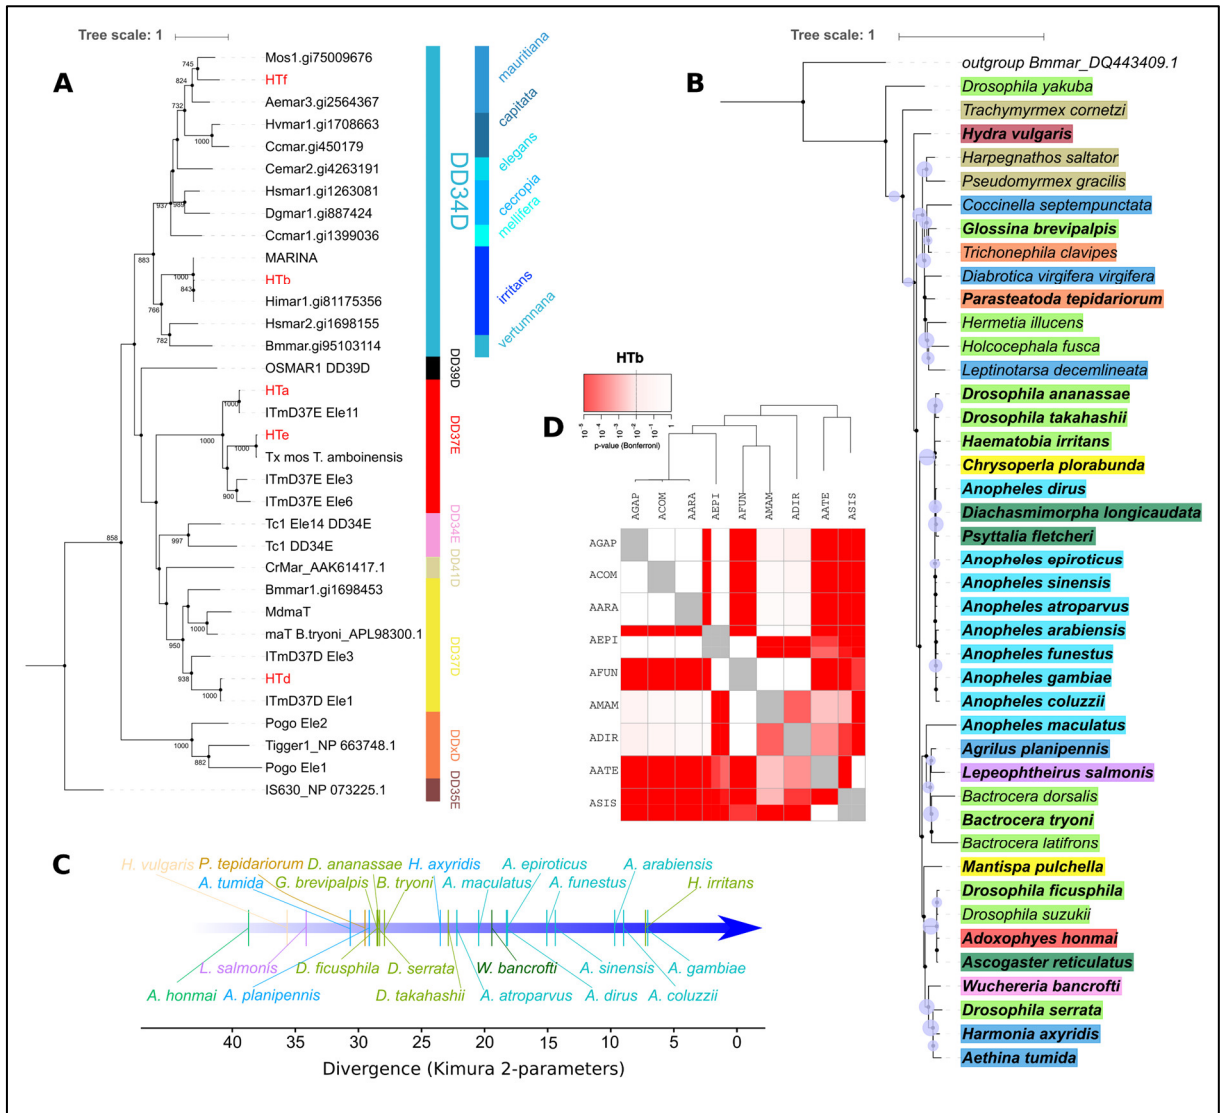 Tree scale: 1
A
745
824
732
1000
937
989
883
1000
843
766
782
1000
1000
1000
900
858
997
1000
950
938
1000
1000
882
Mos1.gi75009676
HTf
Aemar3.gi2564367
Hvmar1.gi1708663
Ccmar.gi450179
Cemar2.gi4263191
Hsmar1.gi1263081
Dgmar1.gi887424
Ccmar1.gi1399036
MARINA
HTb
Himar1.gi81175356
Hsmar2.gi1698155
Bmmar.gi95103114
OSMAR1 DD39D
HTa
ITmD37E Ele11
HTe
Tx mos T. amboinensis
ITmD37E Ele3
ITmD37E Ele6
Tc1 Ele14 DD34E
Tc1 DD34E
CrMar_AAK61417.1
Bmmar1.gi1698453
MdmaT
maT B.tryoni_APL98300.1
ITmD37D Ele3
HTd
ITmD37D Ele1
Pogo Ele2
Tigger1_NP 663748.1
Pogo Ele1
IS630_NP 073225.1
DD34D
DD39D
DD37E
DD34E
DD41D
DD37D
DDxD
DD35E
mauritiana
capitata
elegans
cecropia
mellifera
irritans
vertumnana
Tree scale: 1
B
outgroup Bmmar_DQ443409.1
Drosophila yakuba
Trachymyrmex cornetzi
Hydra vulgaris
Harpegnathos saltator
Pseudomyrmex gracilis
Coccinella septempunctata
Glossina brevipalpis
Trichonephila clavipes
Diabrotica virgifera virgifera
Parasteatoda tepidariorum
Hermetia illucens
Holcocephala fusca
Leptinotarsa decemlineata
Drosophila ananassae
Drosophila takahashii
Haematobia irritans
Chrysoperla plorabunda
Anopheles dirus
Diachasmimorpha longicaudata
Psyttalia fletcheri
Anopheles epiroticus
Anopheles sinensis
Anopheles atroparvus
Anopheles arabiensis
Anopheles funestus
Anopheles gambiae
Anopheles coluzzii
Anopheles maculatus
Agrilus planipennis
Lepeophtheirus salmonis
Bactrocera dorsalis
Bactrocera tryoni
Bactrocera latifrons
Mantispa pulchella
Drosophila ficusphila
Drosophila suzukii
Adoxophyes honmai
Ascogaster reticulatus
Wuchereria bancrofti
Drosophila serrata
Harmonia axyridis
Aethina tumida
D
HTb
10⁻⁵ 10⁻⁴ 10⁻³ 10⁻² 10⁻¹ 1
p-value (Bonferroni)
AGAP ACOM AARA AEPI AFUN AMAM ADIR AATE ASIS
AGAP
ACOM
AARA
AEPI
AFUN
AMAM
ADIR
AATE
ASIS
C
H. vulgaris P. tepidariorum D. ananassae H. axyridis A. epiroticus A. arabiensis
A. tumida G. brevipalpis B. tryoni A. maculatus A. funestus H. irritans
L. salmonis D. ficusphila D. serrata W. bancrofti A. sinensis A. gambiae
A. honmai A. planipennis D. takahashii A. atroparvus A. dirus A. coluzzii
40 35 30 25 20 15 10 5 0
Divergence (Kimura 2-parameters)